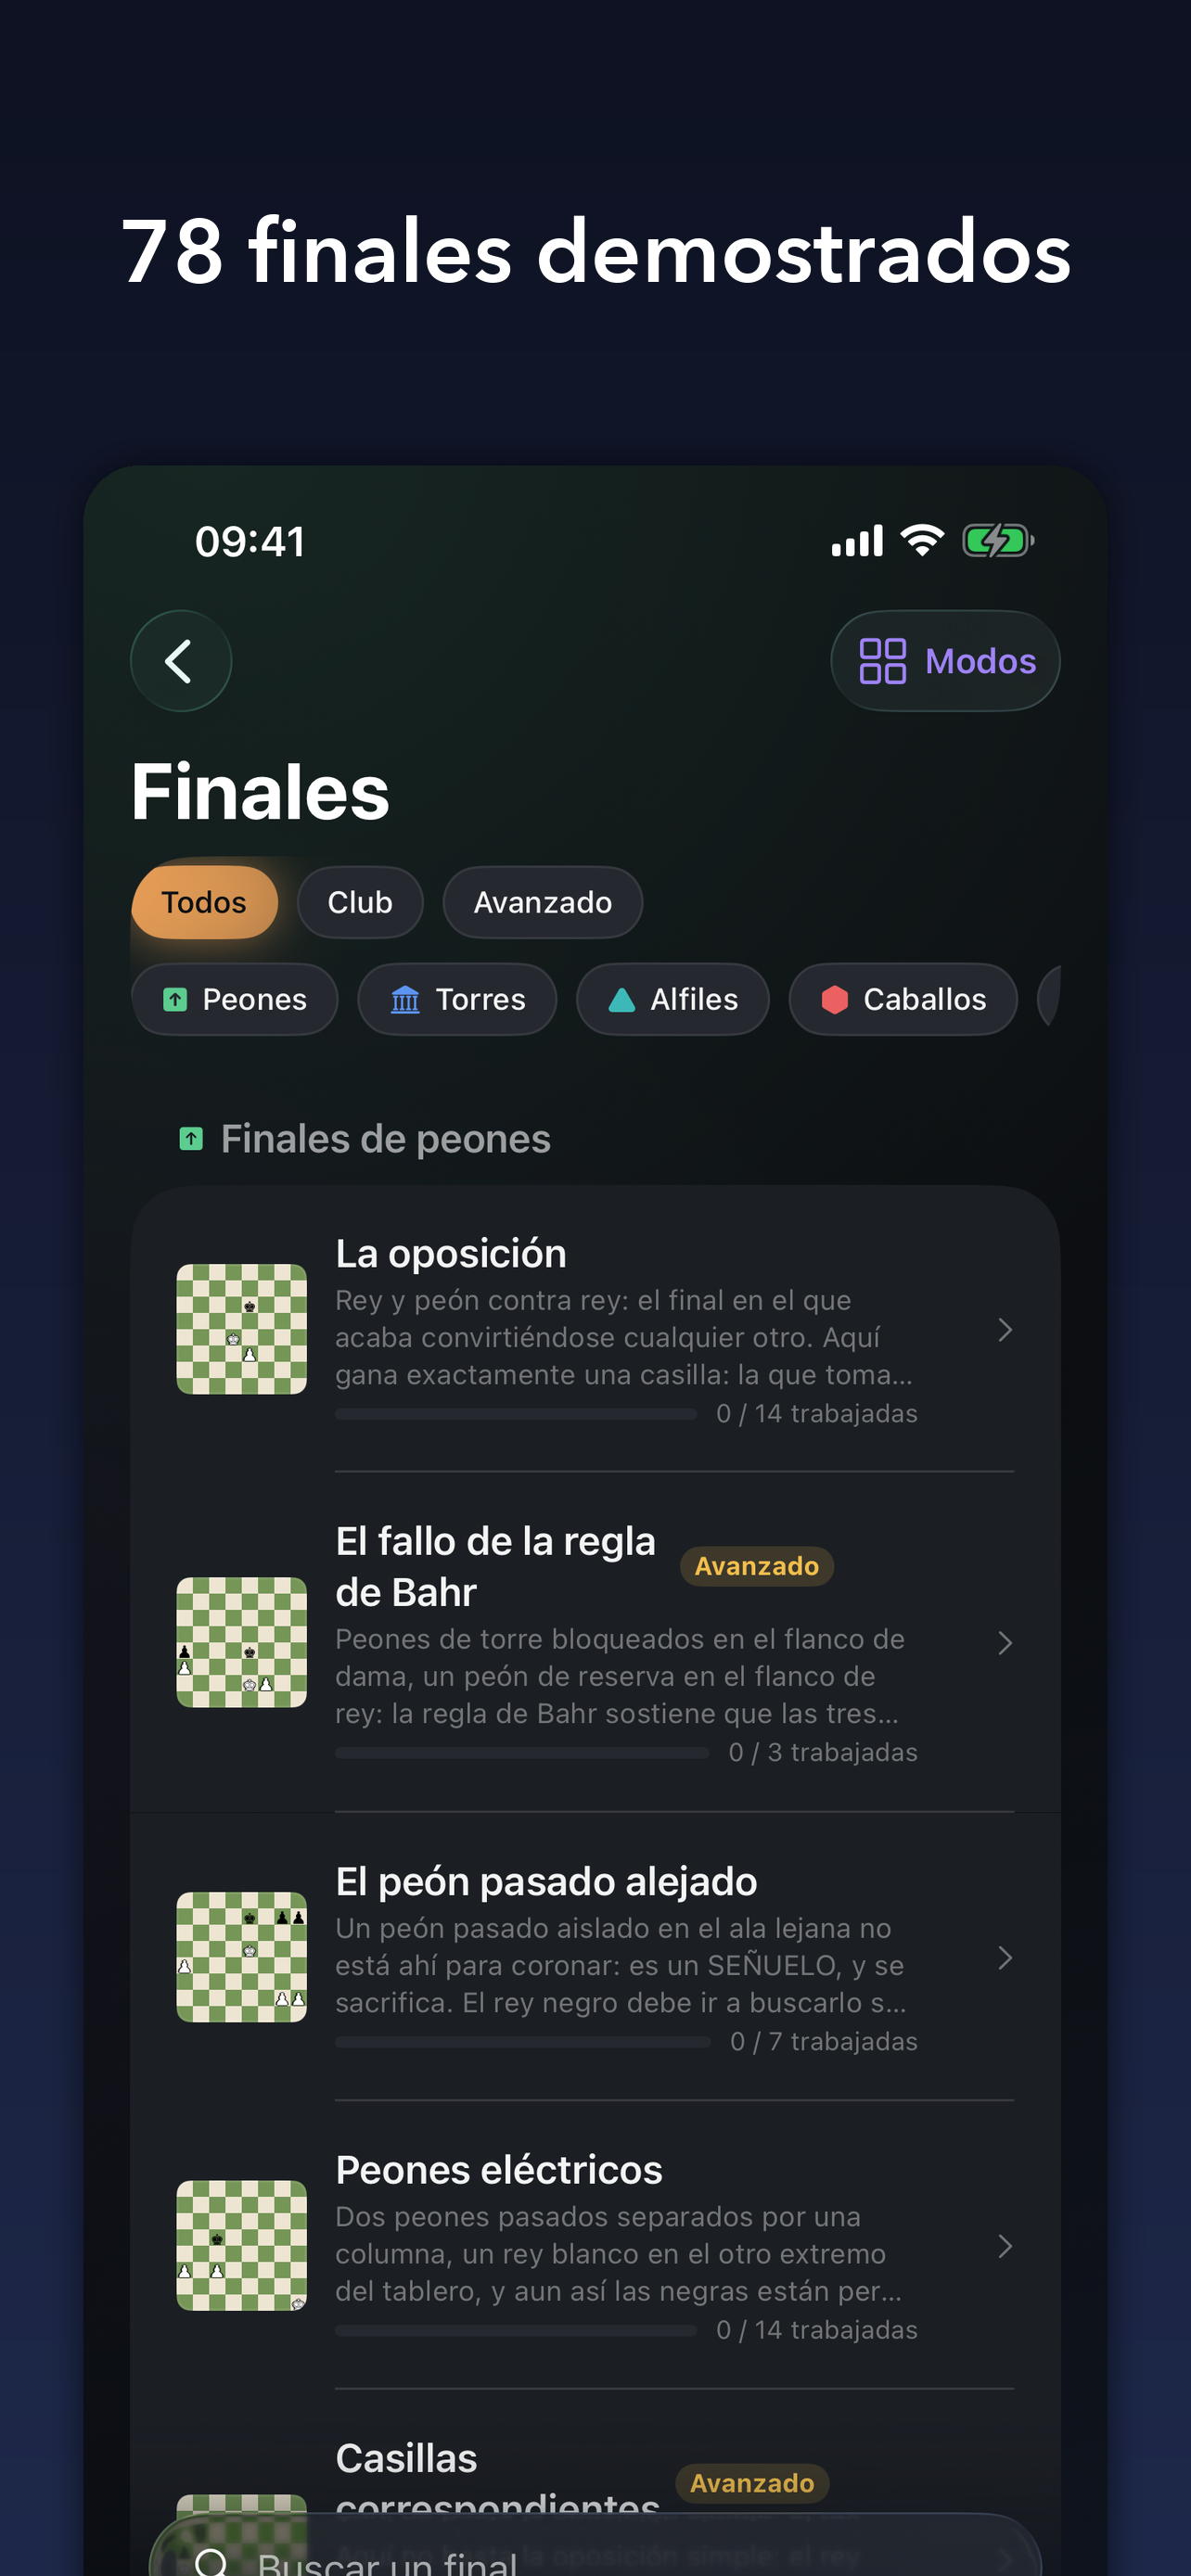 78 finales demostrados
09:41
Modos
Finales
Todos
Club
Avanzado
Peones
Torres
Alfiles
Caballos
Finales de peones
La oposición
Rey y peón contra rey: el final en el que
acaba convirtiéndose cualquier otro. Aquí
gana exactamente una casilla: la que toma...
0 / 14 trabajadas
El fallo de la regla
de Bahr
Avanzado
Peones de torre bloqueados en el flanco de
dama, un peón de reserva en el flanco de
rey: la regla de Bahr sostiene que las tres...
0 / 3 trabajadas
El peón pasado alejado
Un peón pasado aislado en el ala lejana no
está ahí para coronar: es un SEÑUELO, y se
sacrifica. El rey negro debe ir a buscarlo s...
0 / 7 trabajadas
Peones eléctricos
Dos peones pasados separados por una
columna, un rey blanco en el otro extremo
del tablero, y aun así las negras están per...
0 / 14 trabajadas
Casillas
correspondientes
Avanzado
Buscar un final